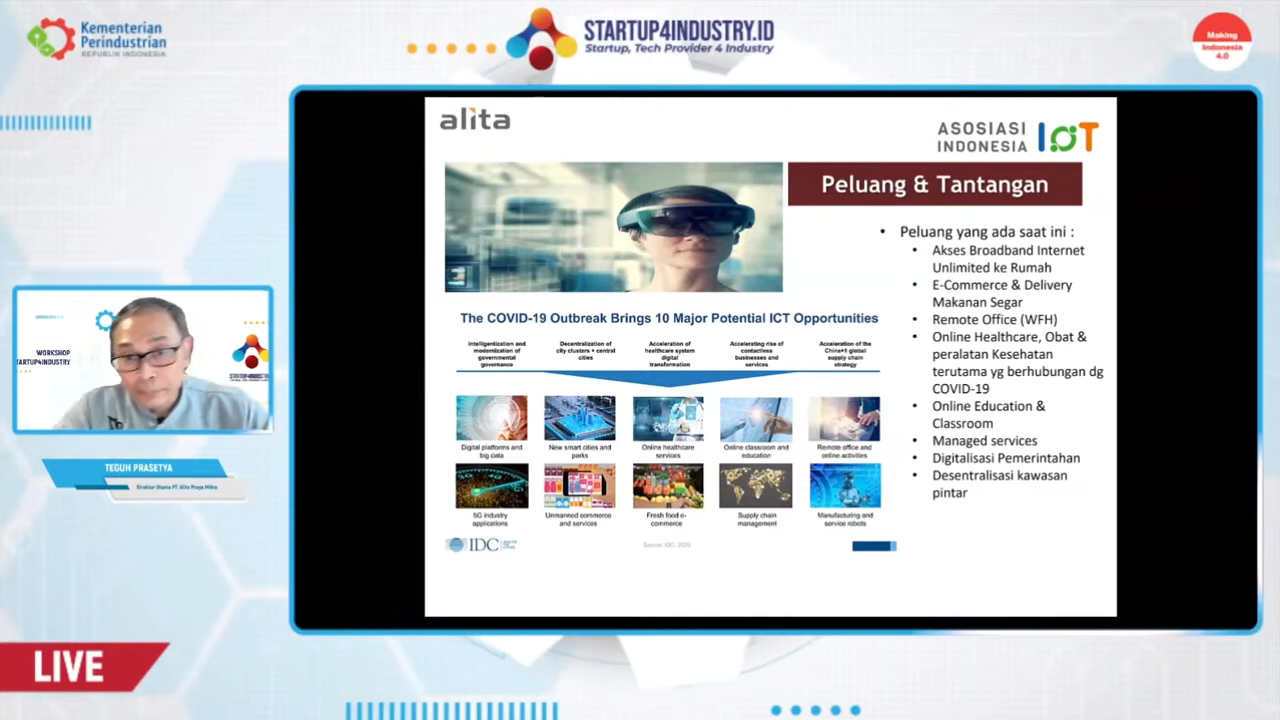 Kementerian
Perindustrian
REPUBLIK INDONESIA
STARTUP4INDUSTRY.ID
Startup, Tech Provider 4 Industry
Making
Indonesia
4.0
alita
ASOSIASI
INDONESIA
IoT
Peluang & Tantangan
• Peluang yang ada saat ini :
• Akses Broadband Internet
Unlimited ke Rumah
• E-Commerce & Delivery
Makanan Segar
• Remote Office (WFH)
• Online Healthcare, Obat &
peralatan Kesehatan
terutama yg berhubungan dg
COVID-19
• Online Education &
Classroom
• Managed services
• Digitalisasi Pemerintahan
• Desentralisasi kawasan
pintar
The COVID-19 Outbreak Brings 10 Major Potential ICT Opportunities
Intelligentization and
modernization of
governmental
governance
Decentralization of
city clusters + central
cities
Acceleration of
healthcare system
digital
transformation
Accelerating rise of
contactless
businesses and
services
Acceleration of the
China+1 global
supply chain
strategy
Digital platforms and
big data
New smart cities and
parks
Online healthcare
services
Online classroom and
education
Remote office and
online activities
5G industry
applications
Unmanned commerce
and services
Fresh food e-
commerce
Supply chain
management
Manufacturing and
service robots
IDC
Source: IDC, 2020
WORKSHOP
STARTUP4INDUSTRY
TEGUH PRASETYA
Direktur Utama PT. Alita Praya Mitra
LIVE